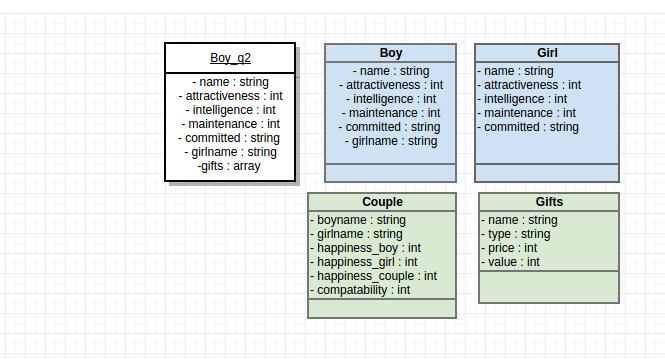 Boy_q2
- name : string
- attractiveness : int
- intelligence : int
- maintenance : int
- committed : string
- girlname : string
-gifts : array
Boy
- name : string
- attractiveness : int
- intelligence : int
- maintenance : int
- committed : string
- girlname : string
Girl
- name : string
- attractiveness : int
- intelligence : int
- maintenance : int
- committed : string
Couple
- boyname : string
- girlname : string
- happiness_boy : int
- happiness_girl : int
- happiness_couple : int
- compatability : int
Gifts
- name : string
- type : string
- price : int
- value : int